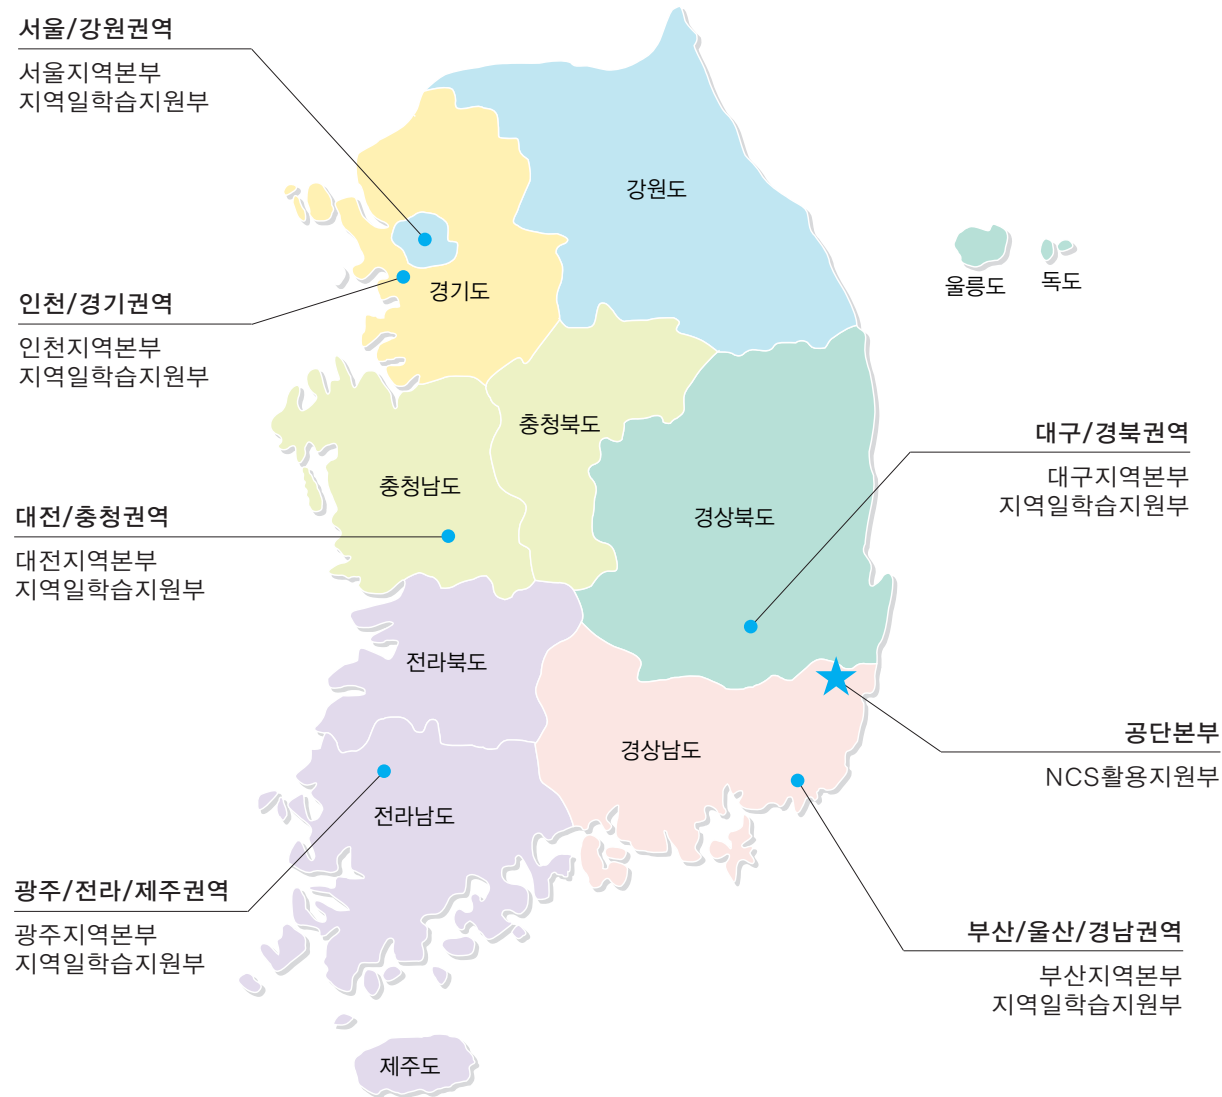 서울/강원권역
서울지역본부
지역일학습지원부
강원도
울릉도
독도
경기도
인천/경기권역
인천지역본부
지역일학습지원부
충청북도
대구/경북권역
대구지역본부
지역일학습지원부
충청남도
경상북도
대전/충청권역
대전지역본부
지역일학습지원부
전라북도
경상남도
공단본부
NCS활용지원부
전라남도
광주/전라/제주권역
광주지역본부
지역일학습지원부
부산/울산/경남권역
부산지역본부
지역일학습지원부
제주도